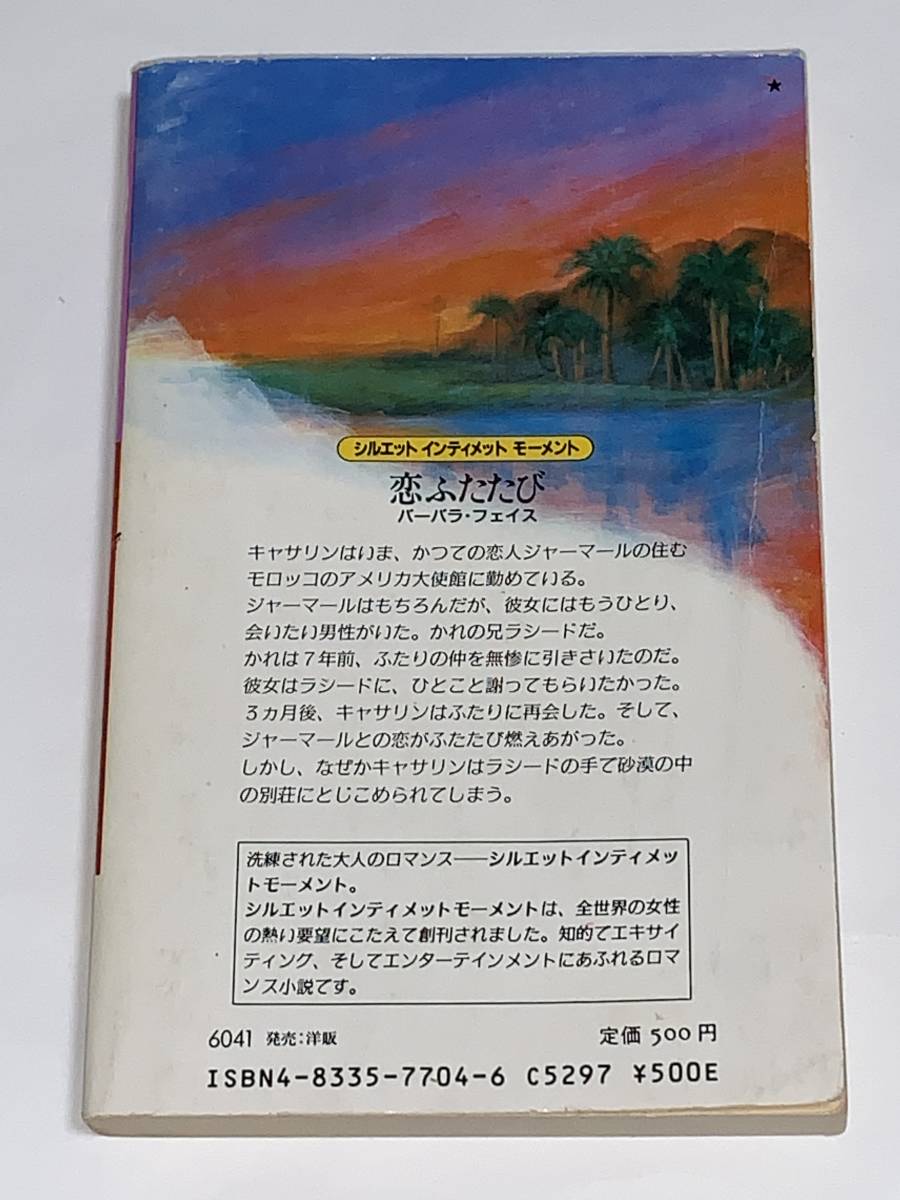 ★
シルエット インティメット モーメント
恋ふたたび
バーバラ・フェイス
キャサリンはいま、かつての恋人ジャーマールの住む
モロッコのアメリカ大使館に勤めている。
ジャーマールはもちろんだが、彼女にはもうひとり、
会いたい男性がいた。かれの兄ラシードだ。
かれは7年前、ふたりの仲を無惨に引きさいたのだ。
彼女はラシードに、ひとこと謝ってもらいたかった。
3ヵ月後、キャサリンはふたりに再会した。そして、
ジャーマールとの恋がふたたび燃えあがった。
しかし、なぜかキャサリンはラシードの手で砂漠の中
の別荘にとじこめられてしまう。
洗練された大人のロマンス──シルエットインティメッ
トモーメント。
シルエットインティメットモーメントは、全世界の女性
の熱い要望にこたえて創刊されました。知的でエキサイ
ティング、そしてエンターテインメントにあふれるロマ
ンス小説です。
6041 発売:洋販 定価 500円
ISBN4-8335-7704-6 C5297 ¥500E